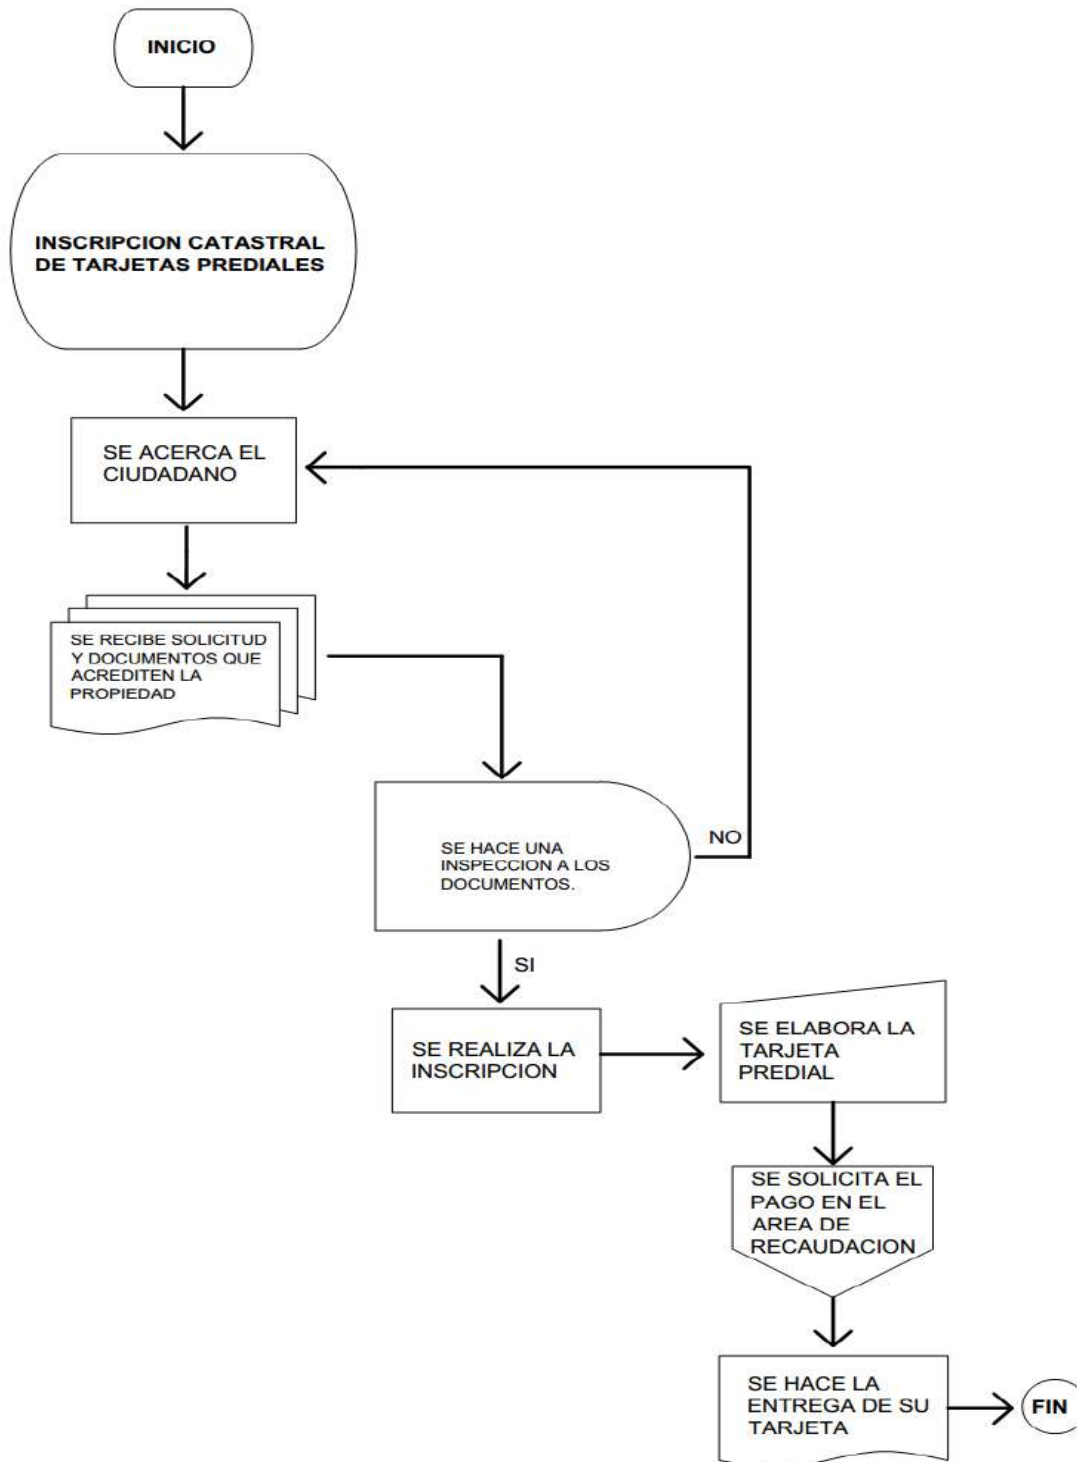 INICIO
INSCRIPCION CATASTRAL
DE TARJETAS PREDIALES
SE ACERCA EL
CIUDADANO
SE RECIBE SOLICITUD
Y DOCUMENTOS QUE
ACREDITEN LA
PROPIEDAD
SE HACE UNA
INSPECCION A LOS
DOCUMENTOS.
NO
SI
SE REALIZA LA
INSCRIPCION
SE ELABORA LA
TARJETA
PREDIAL
SE SOLICITA EL
PAGO EN EL
AREA DE
RECAUDACION
SE HACE LA
ENTREGA DE SU
TARJETA
FIN